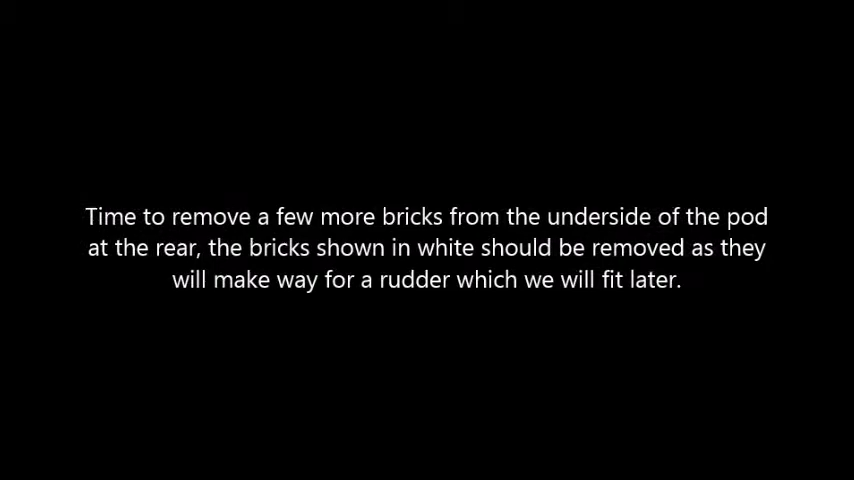 Time to remove a few more bricks from the underside of the pod
at the rear, the bricks shown in white should be removed as they
will make way for a rudder which we will fit later.